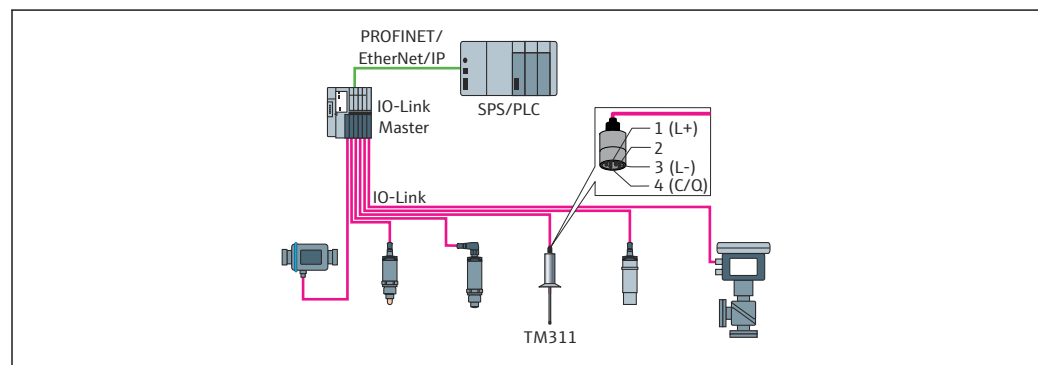 PROFINET/
EtherNet/IP
SPS/PLC
IO-Link
Master
1 (L+)
2
3 (L-)
4 (C/Q)
IO-Link
TM311